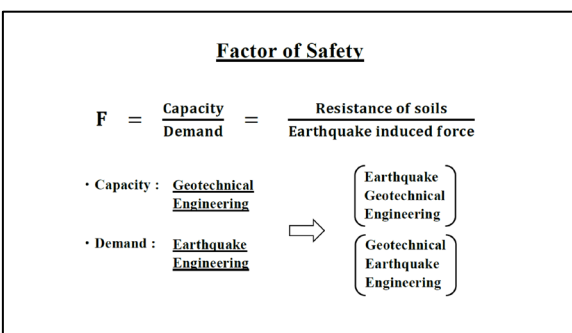 Factor of Safety
F = Capacity / Demand = Resistance of soils / Earthquake induced force
・Capacity : Geotechnical
Engineering
・Demand : Earthquake
Engineering
Earthquake
Geotechnical
Engineering
Geotechnical
Earthquake
Engineering